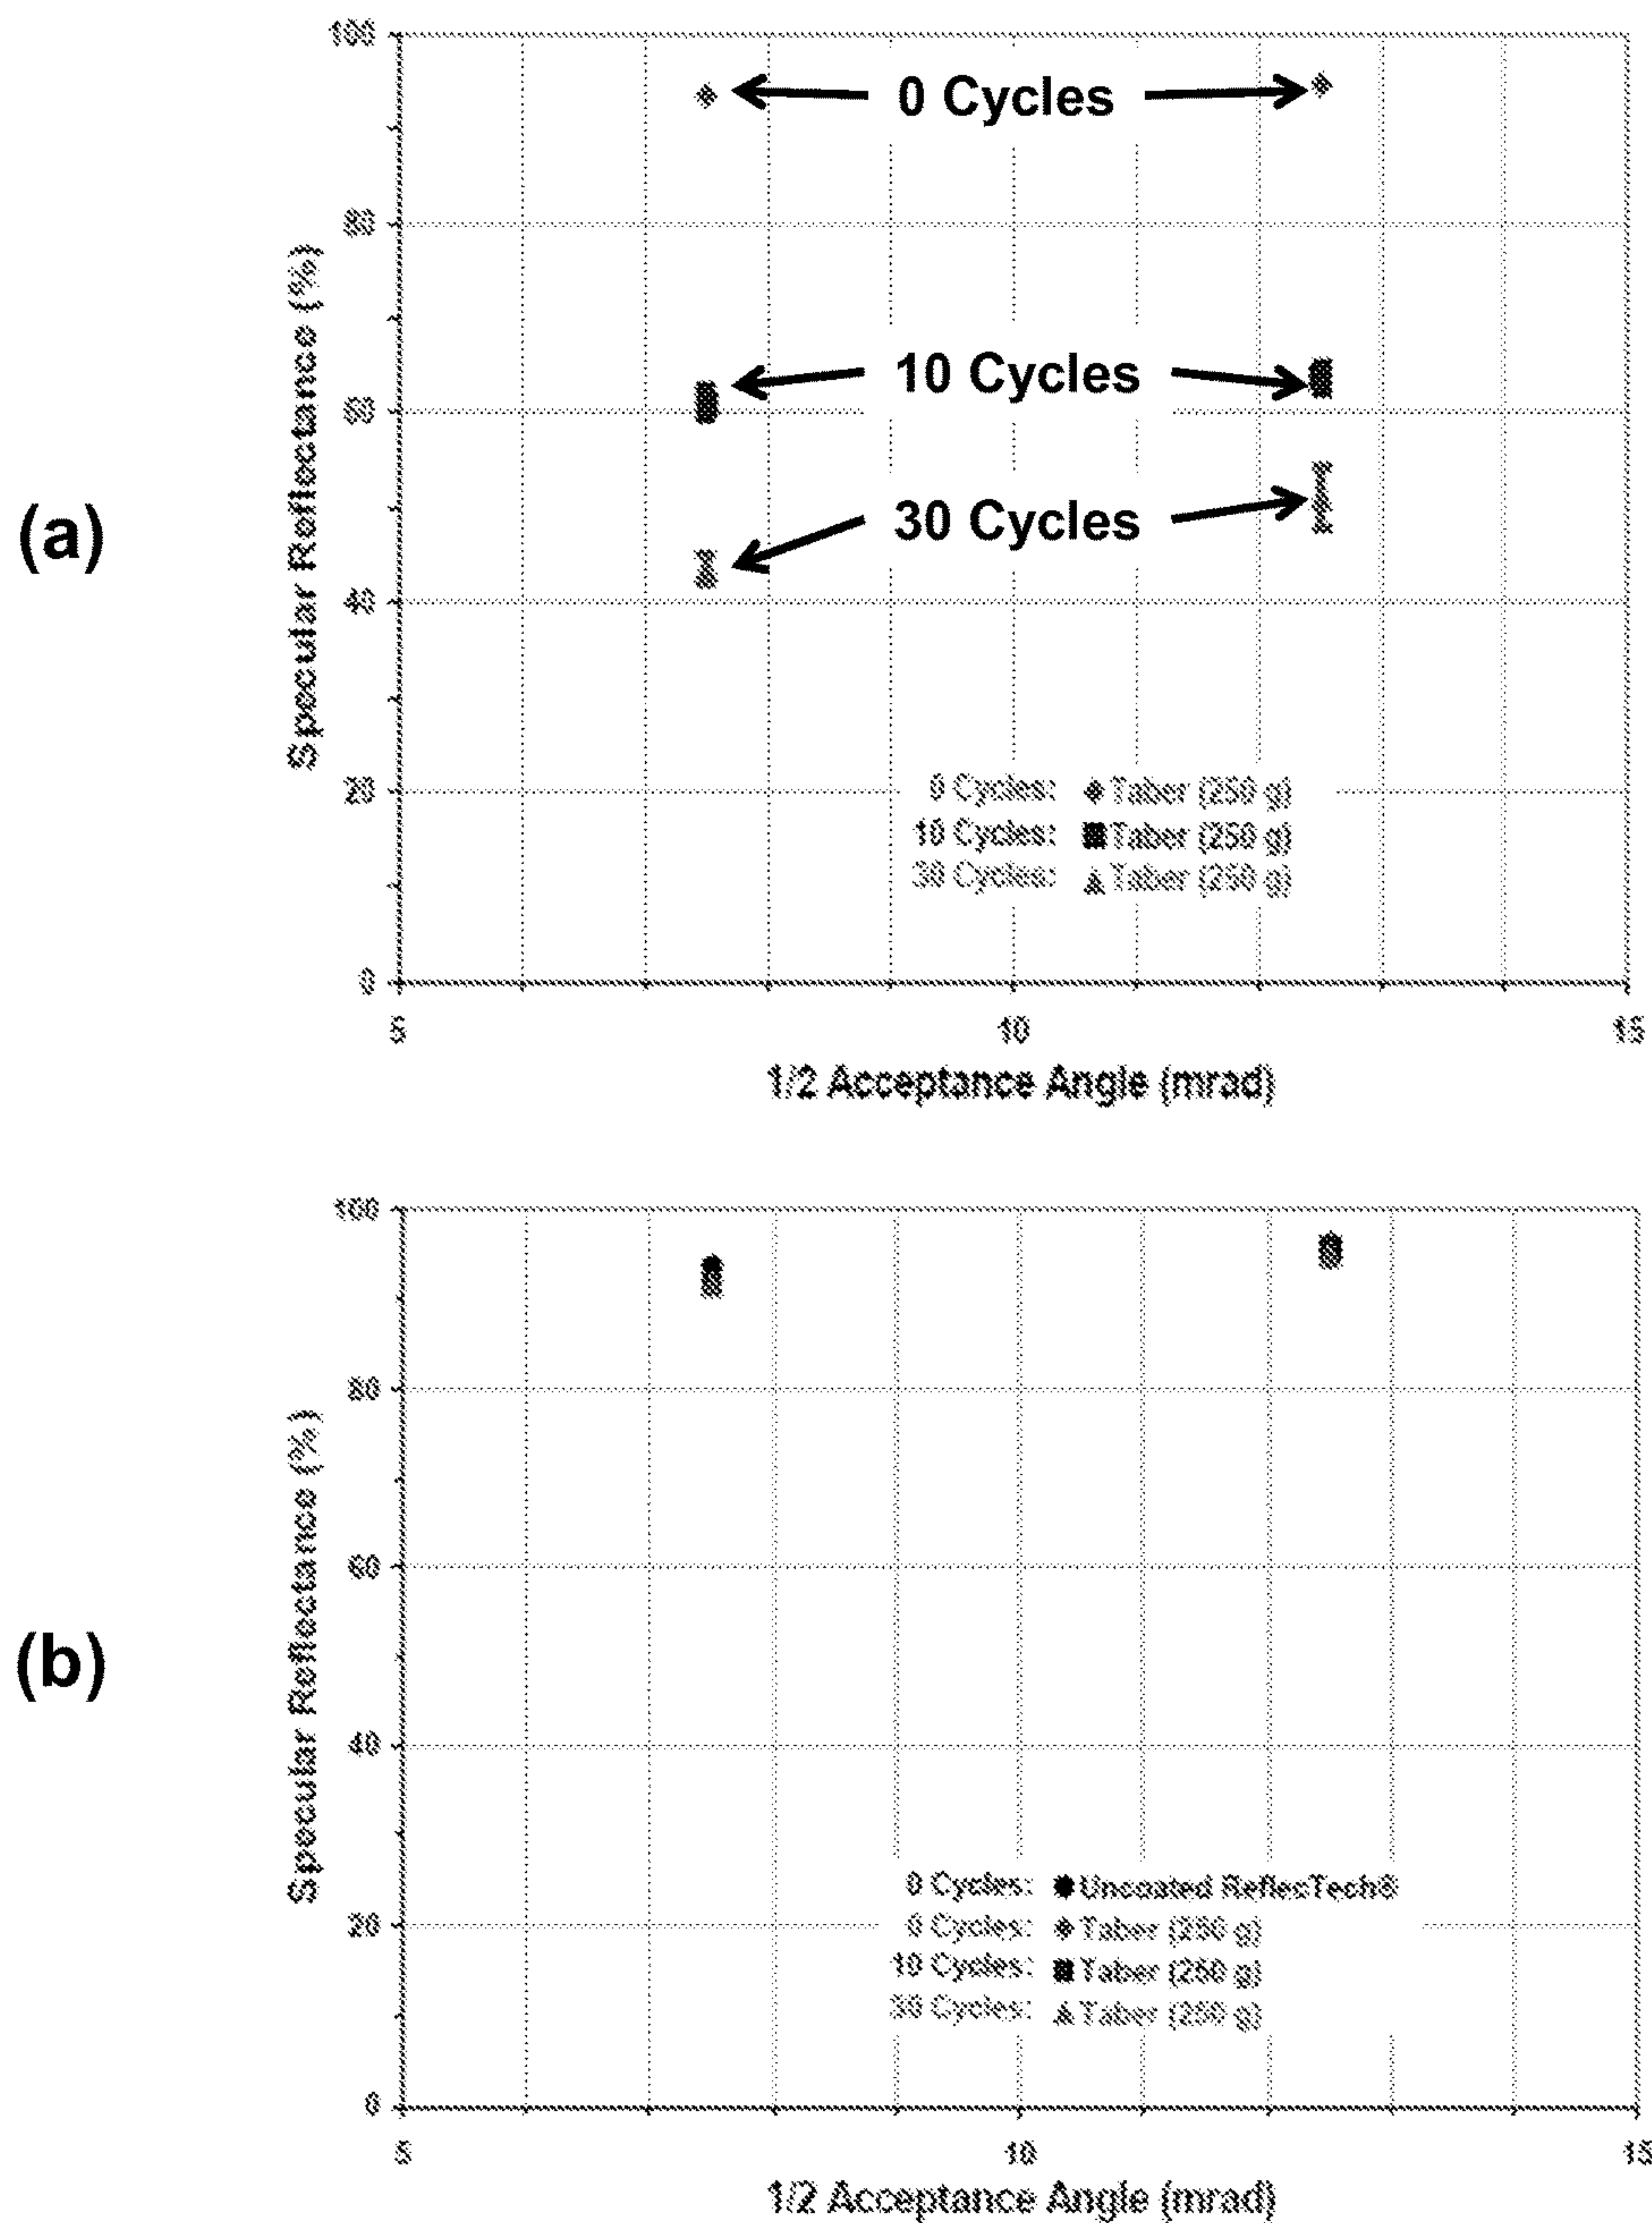 100
0 Cycles
80
10 Cycles
60
(a)
Specular Reflectance (%)
30 Cycles
40
0 Cycles: Taber (250 g)
20
10 Cycles: Taber (250 g)
30 Cycles: Taber (250 g)
0
5 10 15
1/2 Acceptance Angle (mrad)
100
80
60
(b)
Specular Reflectance (%)
40
0 Cycles: Uncoated ReflecTech®
20
0 Cycles: Taber (250 g)
10 Cycles: Taber (250 g)
30 Cycles: Taber (250 g)
0
5 10 15
1/2 Acceptance Angle (mrad)